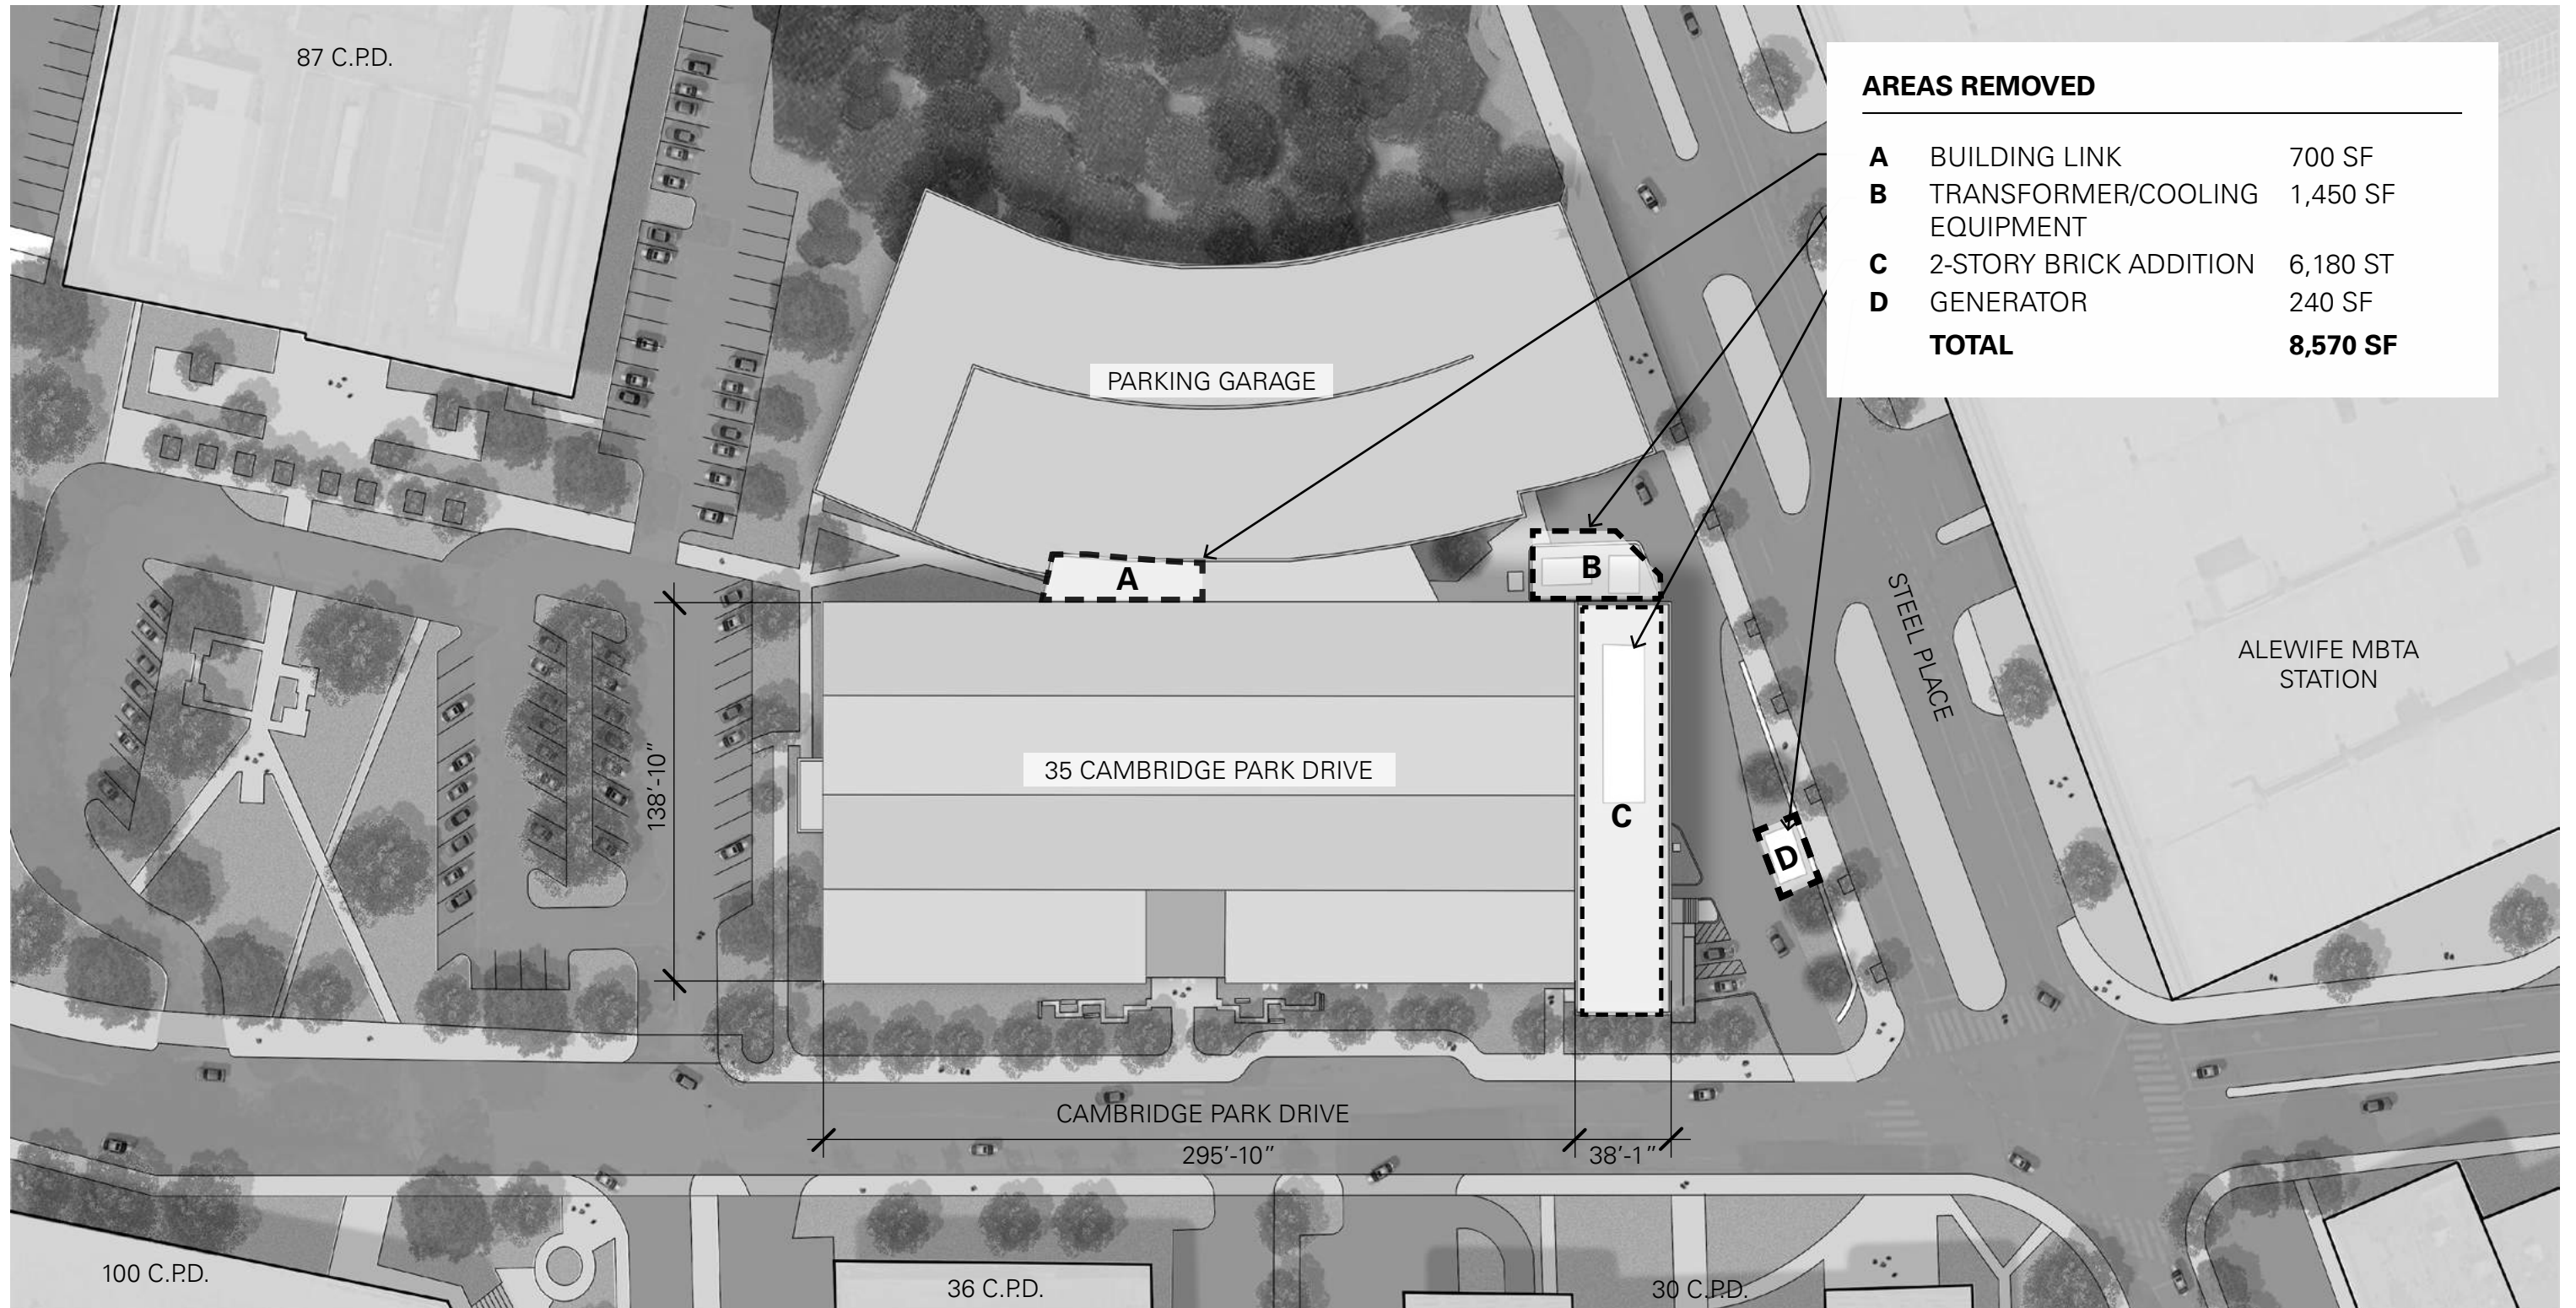 87 C.P.D.
AREAS REMOVED
A BUILDING LINK 700 SF
B TRANSFORMER/COOLING 1,450 SF
EQUIPMENT
C 2-STORY BRICK ADDITION 6,180 ST
D GENERATOR 240 SF
TOTAL 8,570 SF
PARKING GARAGE
A
B
STEEL PLACE
ALEWIFE MBTA
STATION
138’-10”
35 CAMBRIDGE PARK DRIVE
C
D
CAMBRIDGE PARK DRIVE
295’-10”
38’-1”
100 C.P.D.
36 C.P.D.
30 C.P.D.